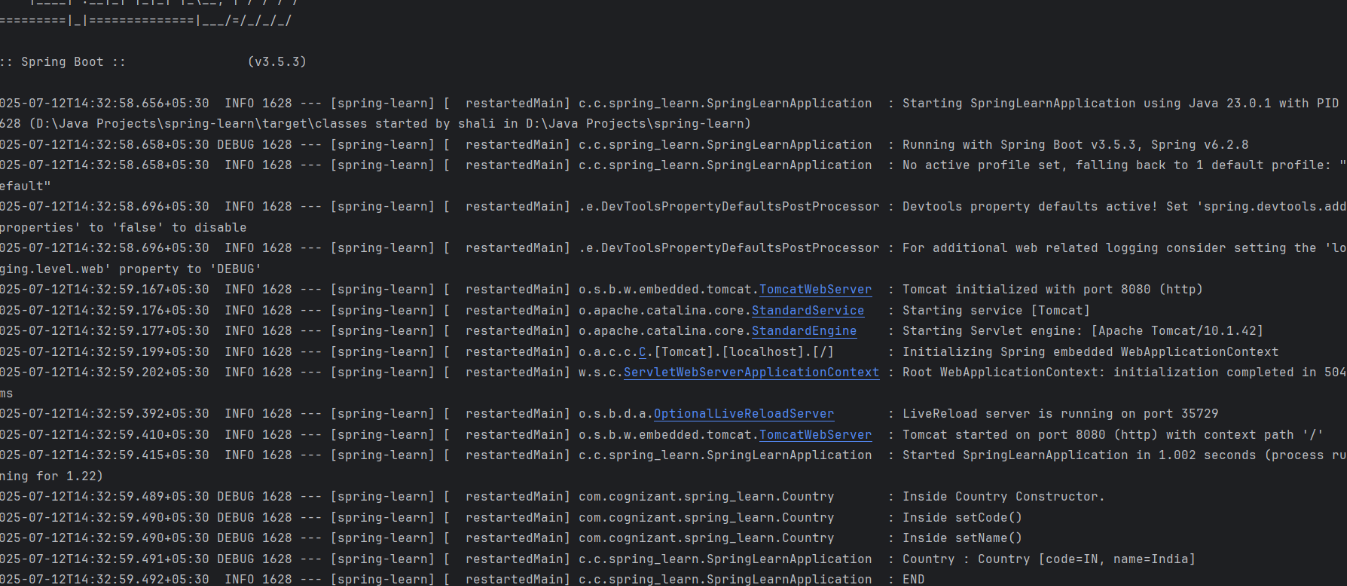 =========|_|==============|___/=/_/_/_/
:: Spring Boot ::                (v3.5.3)
025-07-12T14:32:58.656+05:30  INFO 1628 --- [spring-learn] [  restartedMain] c.c.spring_learn.SpringLearnApplication  : Starting SpringLearnApplication using Java 23.0.1 with PID
628 (D:\Java Projects\spring-learn\target\classes started by shali in D:\Java Projects\spring-learn)
025-07-12T14:32:58.658+05:30 DEBUG 1628 --- [spring-learn] [  restartedMain] c.c.spring_learn.SpringLearnApplication  : Running with Spring Boot v3.5.3, Spring v6.2.8
025-07-12T14:32:58.658+05:30  INFO 1628 --- [spring-learn] [  restartedMain] c.c.spring_learn.SpringLearnApplication  : No active profile set, falling back to 1 default profile: "
efault"
025-07-12T14:32:58.696+05:30  INFO 1628 --- [spring-learn] [  restartedMain] .e.DevToolsPropertyDefaultsPostProcessor : Devtools property defaults active! Set 'spring.devtools.add
properties' to 'false' to disable
025-07-12T14:32:58.696+05:30  INFO 1628 --- [spring-learn] [  restartedMain] .e.DevToolsPropertyDefaultsPostProcessor : For additional web related logging consider setting the 'lo
ging.level.web' property to 'DEBUG'
025-07-12T14:32:59.167+05:30  INFO 1628 --- [spring-learn] [  restartedMain] o.s.b.w.embedded.tomcat.TomcatWebServer  : Tomcat initialized with port 8080 (http)
025-07-12T14:32:59.176+05:30  INFO 1628 --- [spring-learn] [  restartedMain] o.apache.catalina.core.StandardService   : Starting service [Tomcat]
025-07-12T14:32:59.177+05:30  INFO 1628 --- [spring-learn] [  restartedMain] o.apache.catalina.core.StandardEngine    : Starting Servlet engine: [Apache Tomcat/10.1.42]
025-07-12T14:32:59.199+05:30  INFO 1628 --- [spring-learn] [  restartedMain] o.a.c.c.C.[Tomcat].[localhost].[/]       : Initializing Spring embedded WebApplicationContext
025-07-12T14:32:59.202+05:30  INFO 1628 --- [spring-learn] [  restartedMain] w.s.c.ServletWebServerApplicationContext : Root WebApplicationContext: initialization completed in 504
ms
025-07-12T14:32:59.392+05:30  INFO 1628 --- [spring-learn] [  restartedMain] o.s.b.d.a.OptionalLiveReloadServer       : LiveReload server is running on port 35729
025-07-12T14:32:59.410+05:30  INFO 1628 --- [spring-learn] [  restartedMain] o.s.b.w.embedded.tomcat.TomcatWebServer  : Tomcat started on port 8080 (http) with context path '/'
025-07-12T14:32:59.415+05:30  INFO 1628 --- [spring-learn] [  restartedMain] c.c.spring_learn.SpringLearnApplication  : Started SpringLearnApplication in 1.002 seconds (process ru
ning for 1.22)
025-07-12T14:32:59.489+05:30 DEBUG 1628 --- [spring-learn] [  restartedMain] com.cognizant.spring_learn.Country       : Inside Country Constructor.
025-07-12T14:32:59.490+05:30 DEBUG 1628 --- [spring-learn] [  restartedMain] com.cognizant.spring_learn.Country       : Inside setCode()
025-07-12T14:32:59.490+05:30 DEBUG 1628 --- [spring-learn] [  restartedMain] com.cognizant.spring_learn.Country       : Inside setName()
025-07-12T14:32:59.491+05:30 DEBUG 1628 --- [spring-learn] [  restartedMain] c.c.spring_learn.SpringLearnApplication  : Country : Country [code=IN, name=India]
025-07-12T14:32:59.492+05:30  INFO 1628 --- [spring-learn] [  restartedMain] c.c.spring_learn.SpringLearnApplication  : END